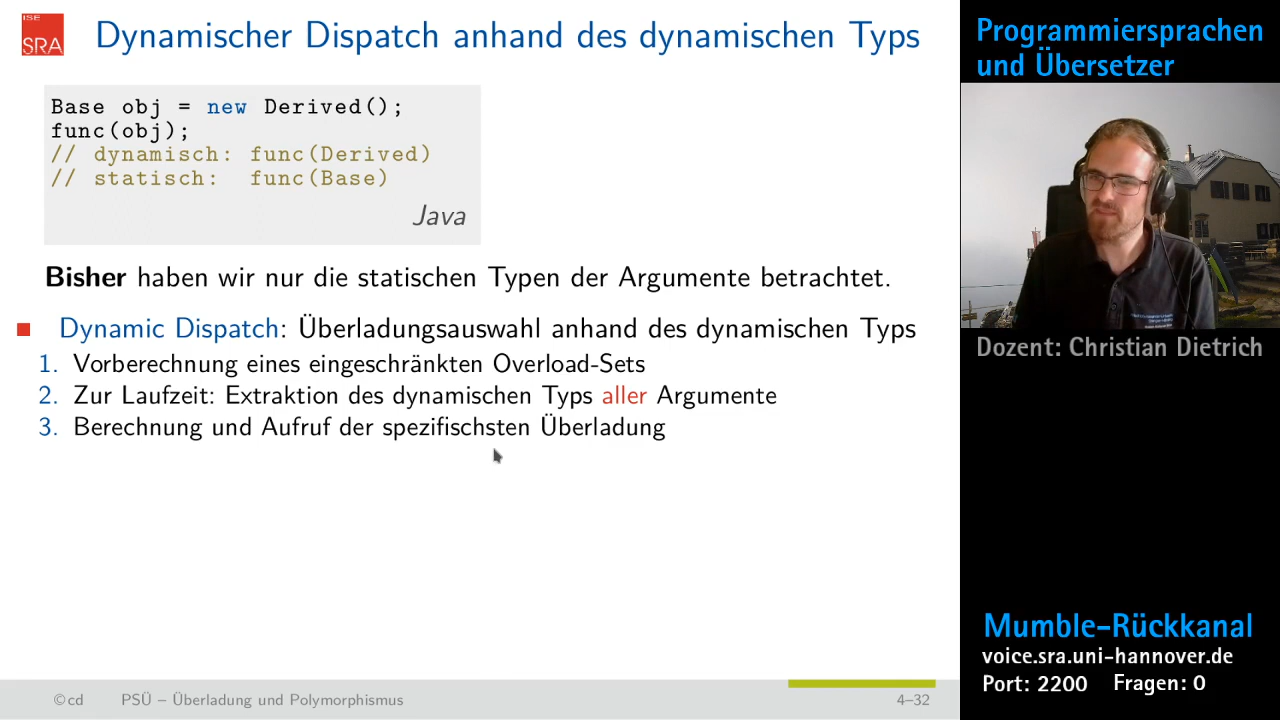 ISE
SRA
Dynamischer Dispatch anhand des dynamischen Typs
Base obj = new Derived();
func(obj);
// dynamisch: func(Derived)
// statisch: func(Base)
Java
Bisher haben wir nur die statischen Typen der Argumente betrachtet.
Dynamic Dispatch: Überladungsauswahl anhand des dynamischen Typs
1. Vorberechnung eines eingeschränkten Overload-Sets
2. Zur Laufzeit: Extraktion des dynamischen Typs aller Argumente
3. Berechnung und Aufruf der spezifischsten Überladung
©cd PSÜ – Überladung und Polymorphismus 4–32
Programmiersprachen
und Übersetzer
Dozent: Christian Dietrich
Mumble-Rückkanal
voice.sra.uni-hannover.de
Port: 2200 Fragen: 0